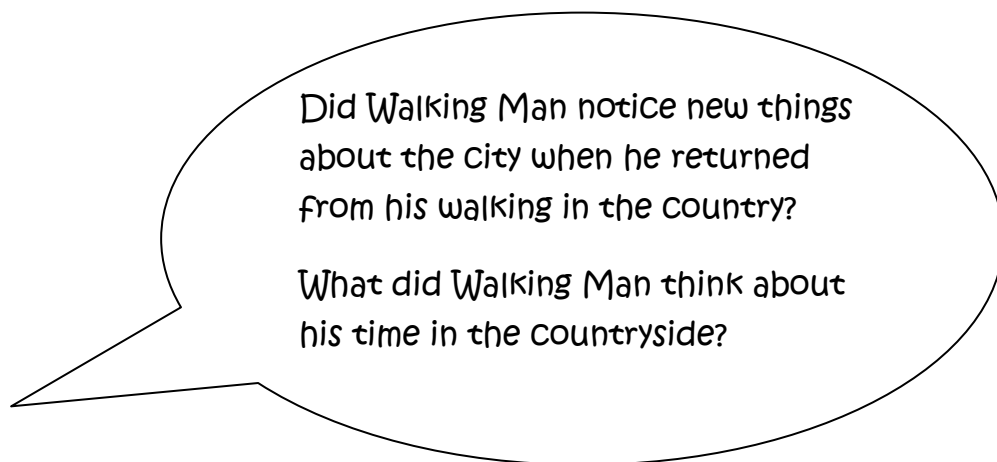 Did Walking Man notice new things
about the city when he returned
from his walking in the country?
What did Walking Man think about
his time in the countryside?